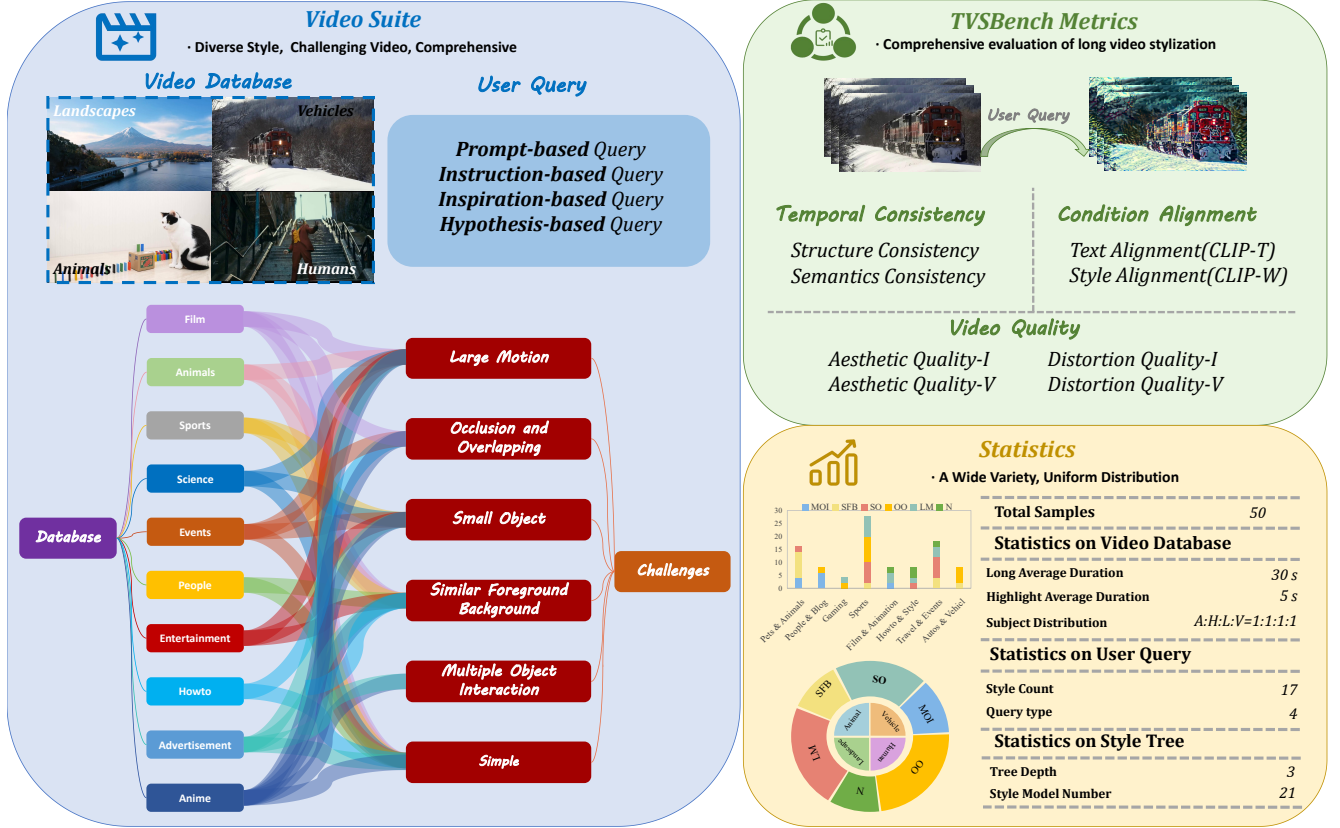 Video Suite
· Diverse Style, Challenging Video, Comprehensive
Video Database
Landscapes
Vehicles
Animals
Humans
User Query
Prompt-based Query
Instruction-based Query
Inspiration-based Query
Hypothesis-based Query
Database
Film
Animals
Sports
Science
Events
People
Entertainment
Howto
Advertisement
Anime
Large Motion
Occlusion and
Overlapping
Small Object
Similar Foreground
Background
Multiple Object
Interaction
Simple
Challenges
TVSBench Metrics
· Comprehensive evaluation of long video stylization
User Query
Temporal Consistency
Structure Consistency
Semantics Consistency
Condition Alignment
Text Alignment(CLIP-T)
Style Alignment(CLIP-W)
Video Quality
Aesthetic Quality-I
Aesthetic Quality-V
Distortion Quality-I
Distortion Quality-V
Statistics
· A Wide Variety, Uniform Distribution
MOI SFB SO OO LM N
30
25
20
15
10
5
0
Pets & Animals
People & Blog
Gaming
Sports
Film & Animation
Howto & Style
Travel & Events
Autos & Vehicl
SO
MOI
OO
N
LM
SFB
Animal
Vehicle
Human
Landscape
Total Samples 50
Statistics on Video Database
Long Average Duration 30 s
Highlight Average Duration 5 s
Subject Distribution A:H:L:V=1:1:1:1
Statistics on User Query
Style Count 17
Query type 4
Statistics on Style Tree
Tree Depth 3
Style Model Number 21